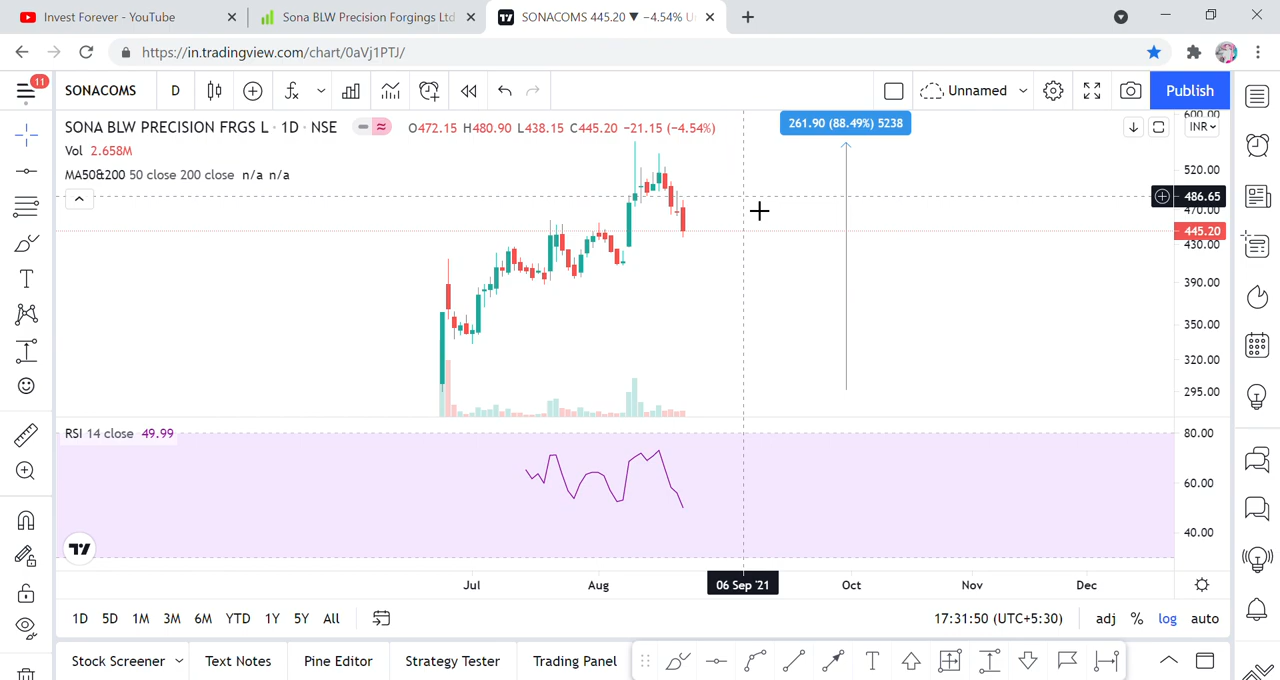 Invest Forever - YouTube
Sona BLW Precision Forgings Ltd
SONACOMS 445.20 ▼ −4.54%
https://in.tradingview.com/chart/0aVj1PTJ/
11
SONACOMS D
Unnamed
Publish
SONA BLW PRECISION FRGS L · 1D · NSE
O472.15 H480.90 L438.15 C445.20 −21.15 (−4.54%)
Vol 2.658M
MA50&200 50 close 200 close n/a n/a
261.90 (88.49%) 5238
INR
600.00
520.00
486.65
470.00
445.20
430.00
390.00
350.00
320.00
295.00
RSI 14 close 49.99
80.00
60.00
40.00
Jul Aug 06 Sep '21 Oct Nov Dec
1D 5D 1M 3M 6M YTD 1Y 5Y All
17:31:50 (UTC+5:30) adj % log auto
Stock Screener Text Notes Pine Editor Strategy Tester Trading Panel